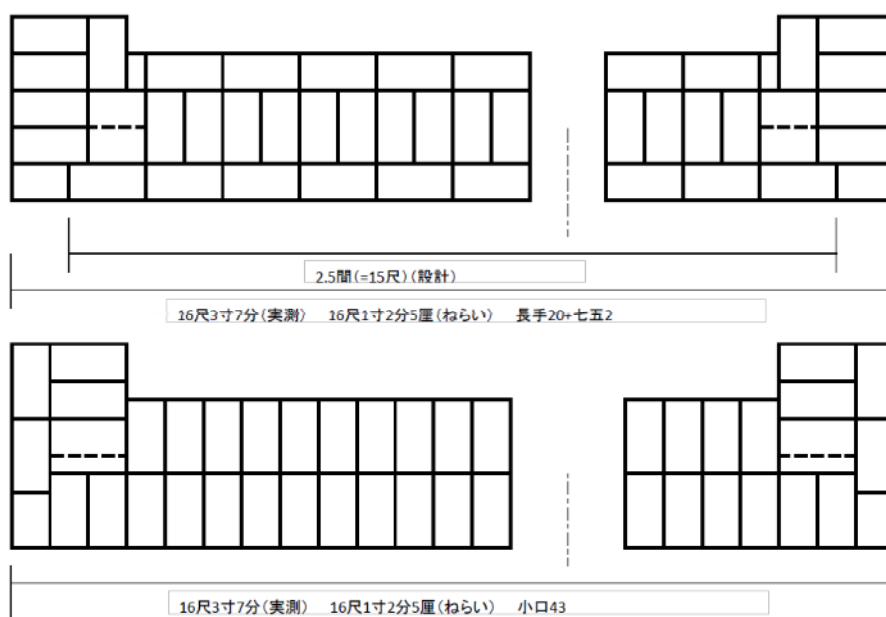 2.5間(=15尺)(設計)
16尺3寸7分(実測) 16尺1寸2分5厘(ねらい) 長手20+七五2
16尺3寸7分(実測) 16尺1寸2分5厘(ねらい) 小口43